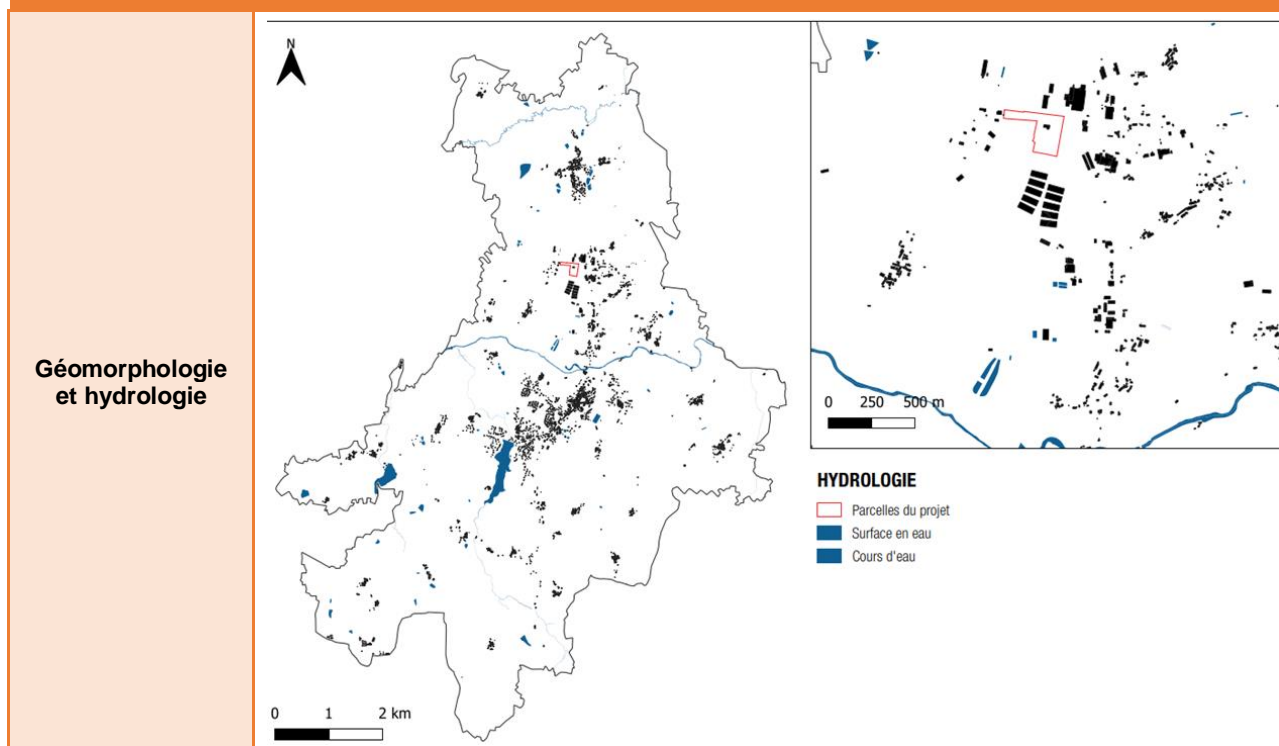 Géomorphologie
et hydrologie
N
0 1 2 km
0 250 500 m
HYDROLOGIE
Parcelles du projet
Surface en eau
Cours d'eau